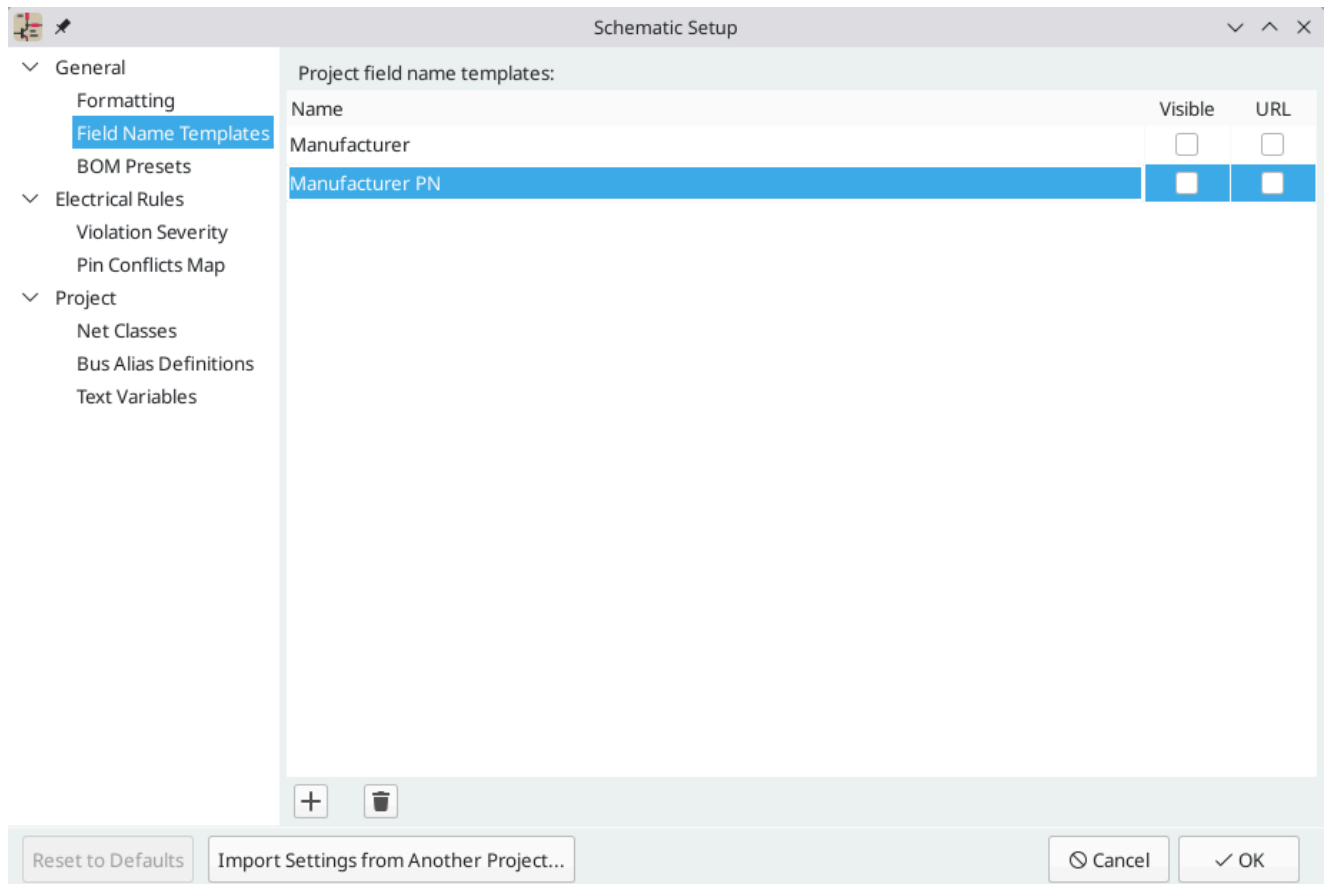 Schematic Setup
General
Formatting
Field Name Templates
BOM Presets
Electrical Rules
Violation Severity
Pin Conflicts Map
Project
Net Classes
Bus Alias Definitions
Text Variables
Project field name templates:
Name Visible URL
Manufacturer
Manufacturer PN
Reset to Defaults
Import Settings from Another Project...
Cancel
OK